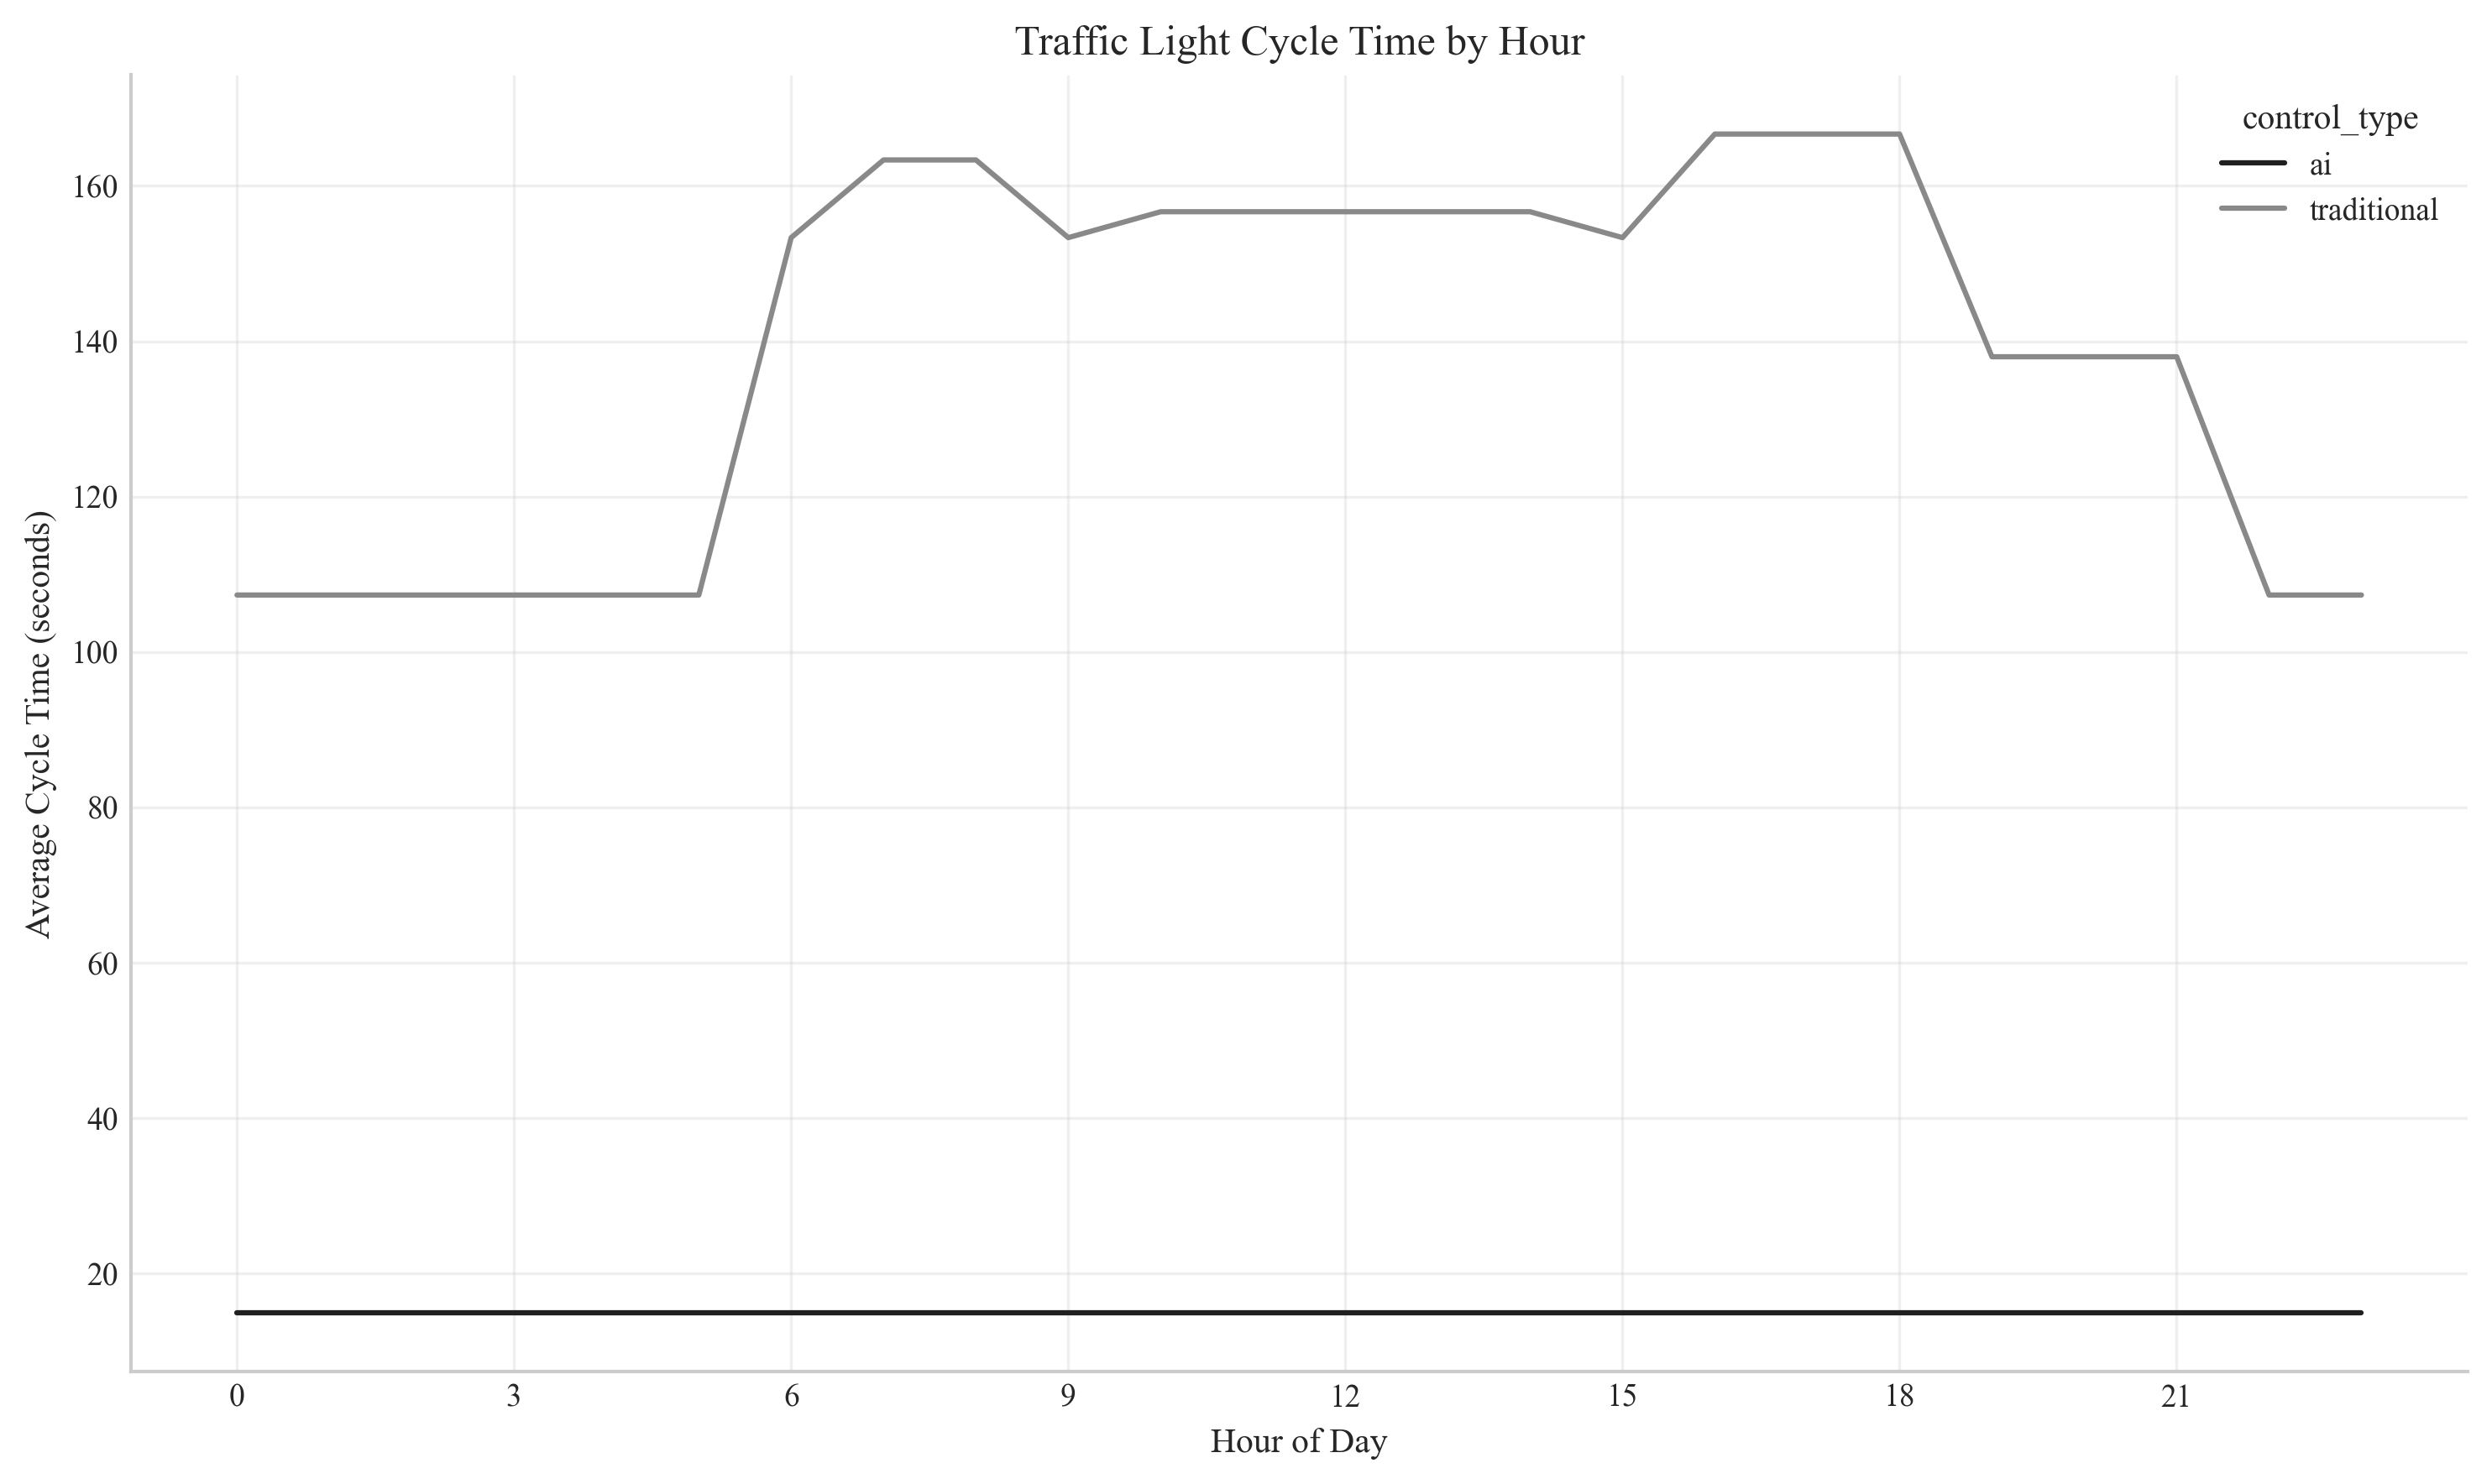 Traffic Light Cycle Time by Hour
control_type
ai
traditional
Average Cycle Time (seconds)
160
140
120
100
80
60
40
20
0 3 6 9 12 15 18 21
Hour of Day